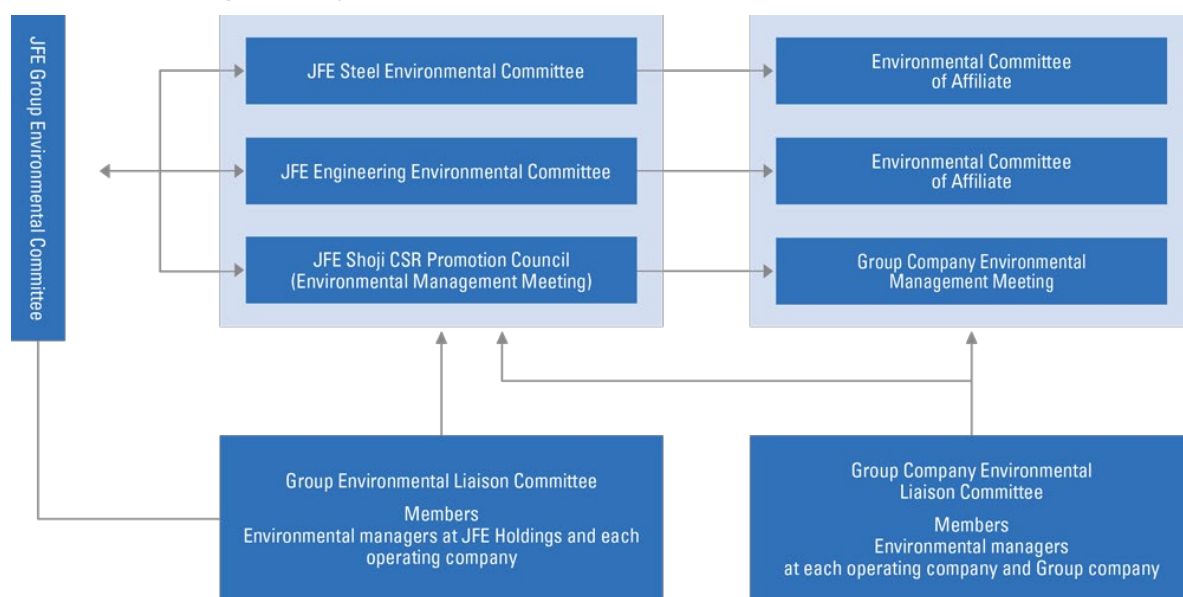 JFE Group Environmental Committee
JFE Steel Environmental Committee
Environmental Committee
of Affiliate
JFE Engineering Environmental Committee
Environmental Committee
of Affiliate
JFE Shoji CSR Promotion Council
(Environmental Management Meeting)
Group Company Environmental
Management Meeting
Group Environmental Liaison Committee
Members
Environmental managers at JFE Holdings and each
operating company
Group Company Environmental
Liaison Committee
Members
Environmental managers
at each operating company and Group company